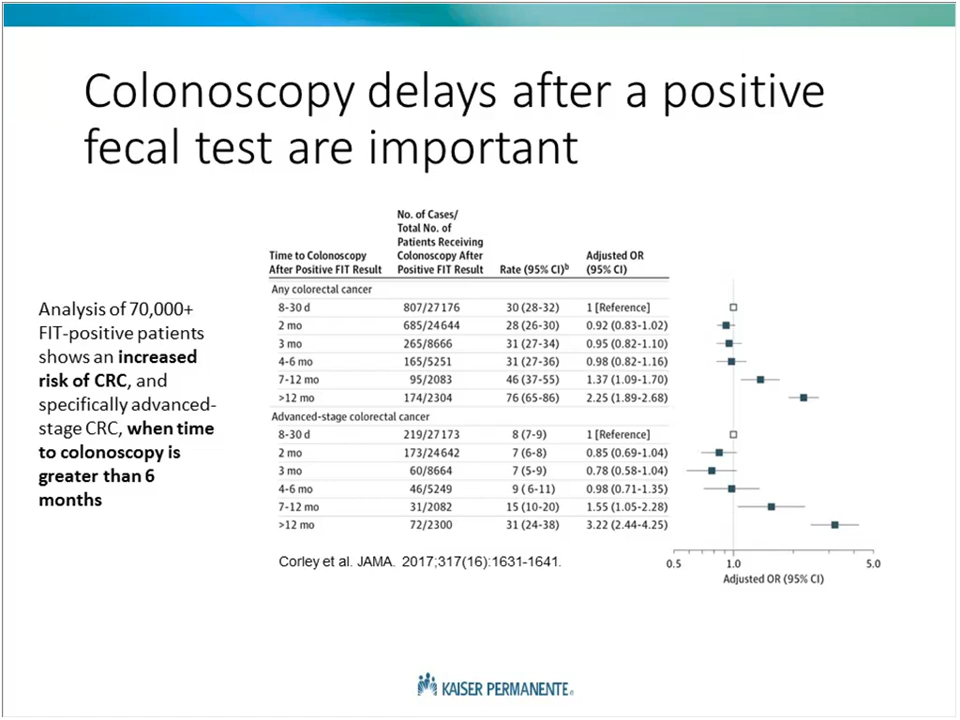 Colonoscopy delays after a positive
fecal test are important
Analysis of 70,000+
FIT-positive patients
shows an increased
risk of CRC, and
specifically advanced-
stage CRC, when time
to colonoscopy is
greater than 6
months
No. of Cases/
Total No. of
Patients Receiving
Time to Colonoscopy Colonoscopy After Adjusted OR
After Positive FIT Result Positive FIT Result Rate (95% CI)b (95% CI)
Any colorectal cancer
8-30 d 807/27176 30 (28-32) 1 [Reference]
2 mo 685/24644 28 (26-30) 0.92 (0.83-1.02)
3 mo 265/8666 31 (27-34) 0.95 (0.82-1.10)
4-6 mo 165/5251 31 (27-36) 0.98 (0.82-1.16)
7-12 mo 95/2083 46 (37-55) 1.37 (1.09-1.70)
>12 mo 174/2304 76 (65-86) 2.25 (1.89-2.68)
Advanced-stage colorectal cancer
8-30 d 219/27173 8 (7-9) 1 [Reference]
2 mo 173/24642 7 (6-8) 0.85 (0.69-1.04)
3 mo 60/8664 7 (5-9) 0.78 (0.58-1.04)
4-6 mo 46/5249 9 ( 6-11) 0.98 (0.71-1.35)
7-12 mo 31/2082 15 (10-20) 1.55 (1.05-2.28)
>12 mo 72/2300 31 (24-38) 3.22 (2.44-4.25)
0.5 1.0 5.0
Adjusted OR (95% CI)
Corley et al. JAMA. 2017;317(16):1631-1641.
KAISER PERMANENTE®